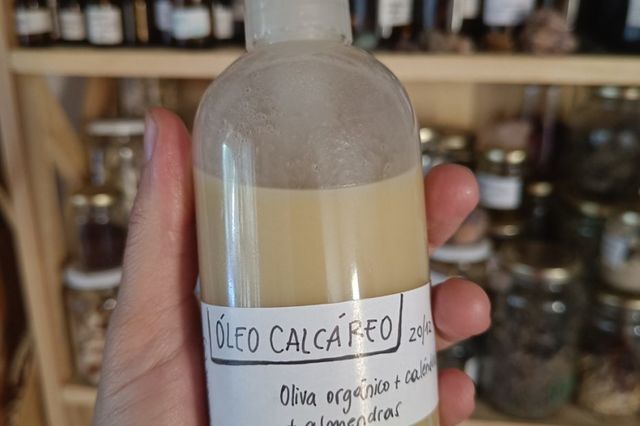 ÓLEO CALCÁREO 20/12
Oliva orgânico +
+ almendras